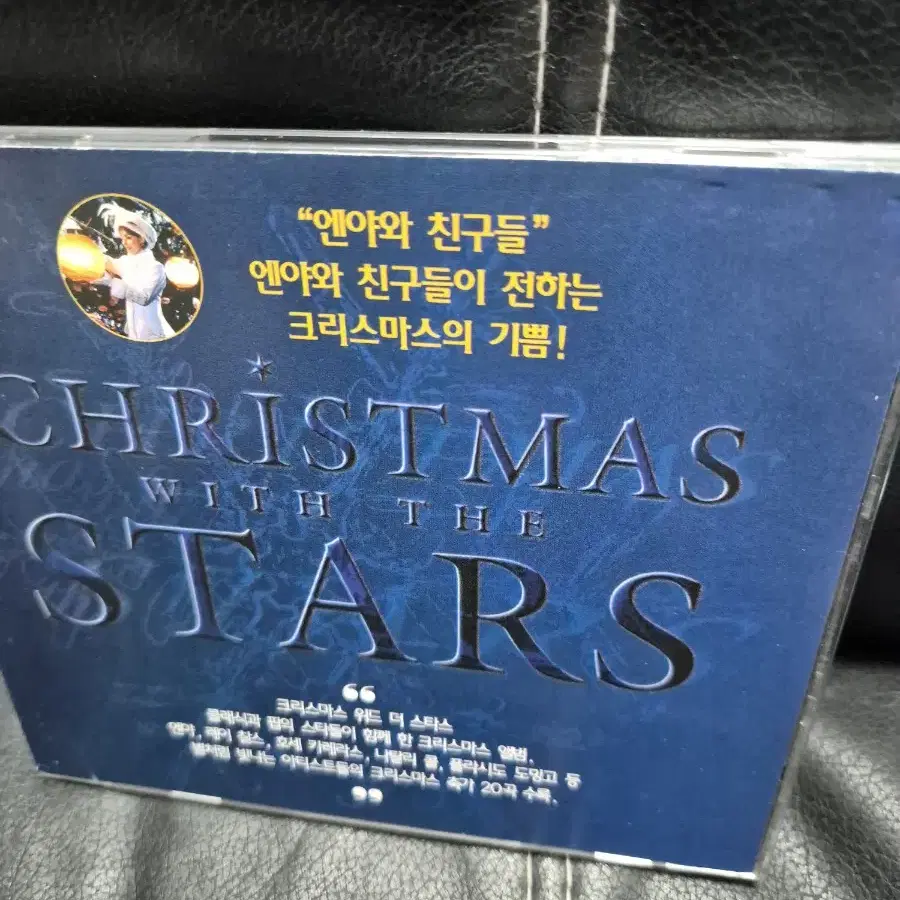 “엔야와 친구들”
엔야와 친구들이 전하는
크리스마스의 기쁨!
CHRISTMAS
WITH THE
STARS
“
크리스마스 위드 더 스타스
클래식과 팝의 스타들이 함께 한 크리스마스 앨범.
엔야, 레이 찰스, 호세 카레라스, 나탈리 콜, 플라시도 도밍고 등
별처럼 빛나는 아티스트들의 크리스마스 축가 20곡 수록.
”